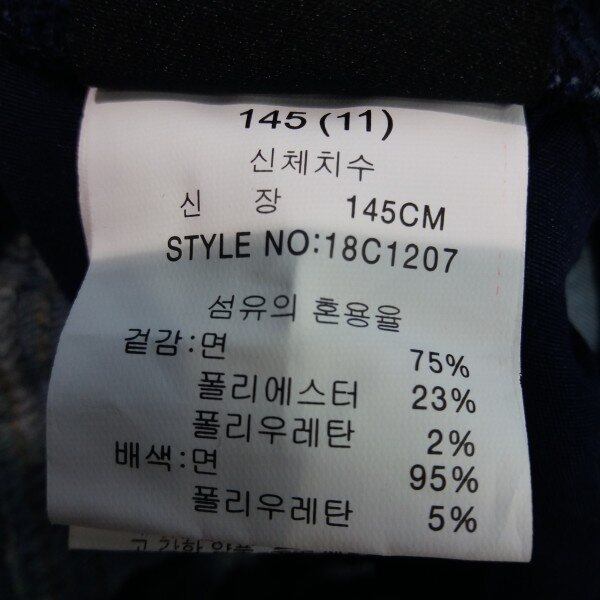 145 (11)
신체치수
신 장 145CM
STYLE NO:18C1207
섬유의 혼용율
겉감:면 75%
폴리에스터 23%
폴리우레탄 2%
배색:면 95%
폴리우레탄 5%